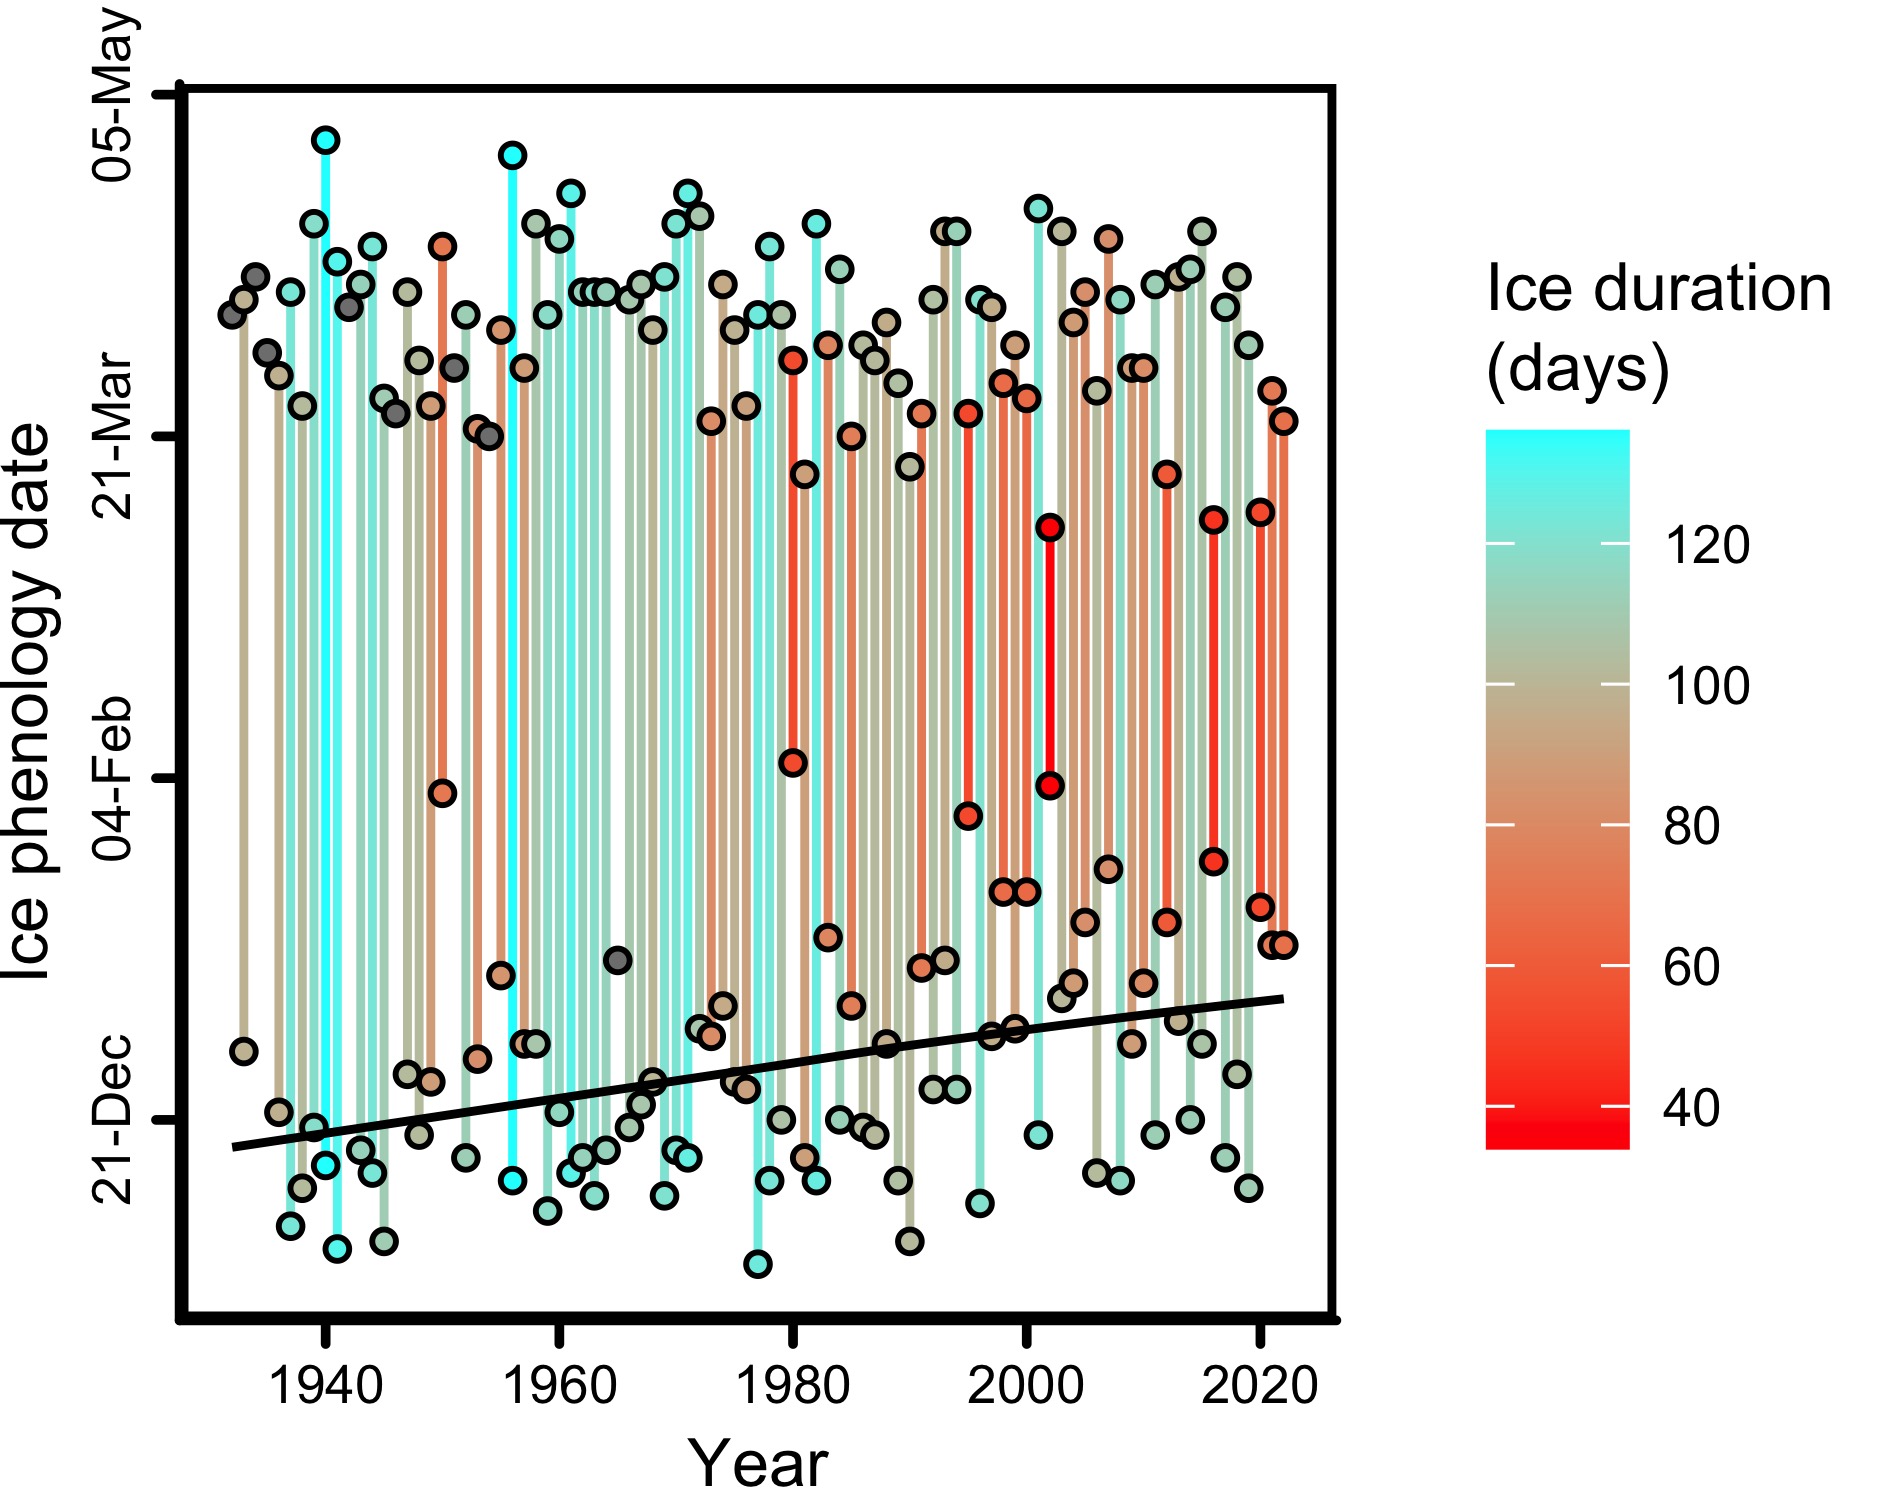 Ice phenology date
05-May
21-Mar
04-Feb
21-Dec
1940 1960 1980 2000 2020
Year
Ice duration
(days)
120
100
80
60
40